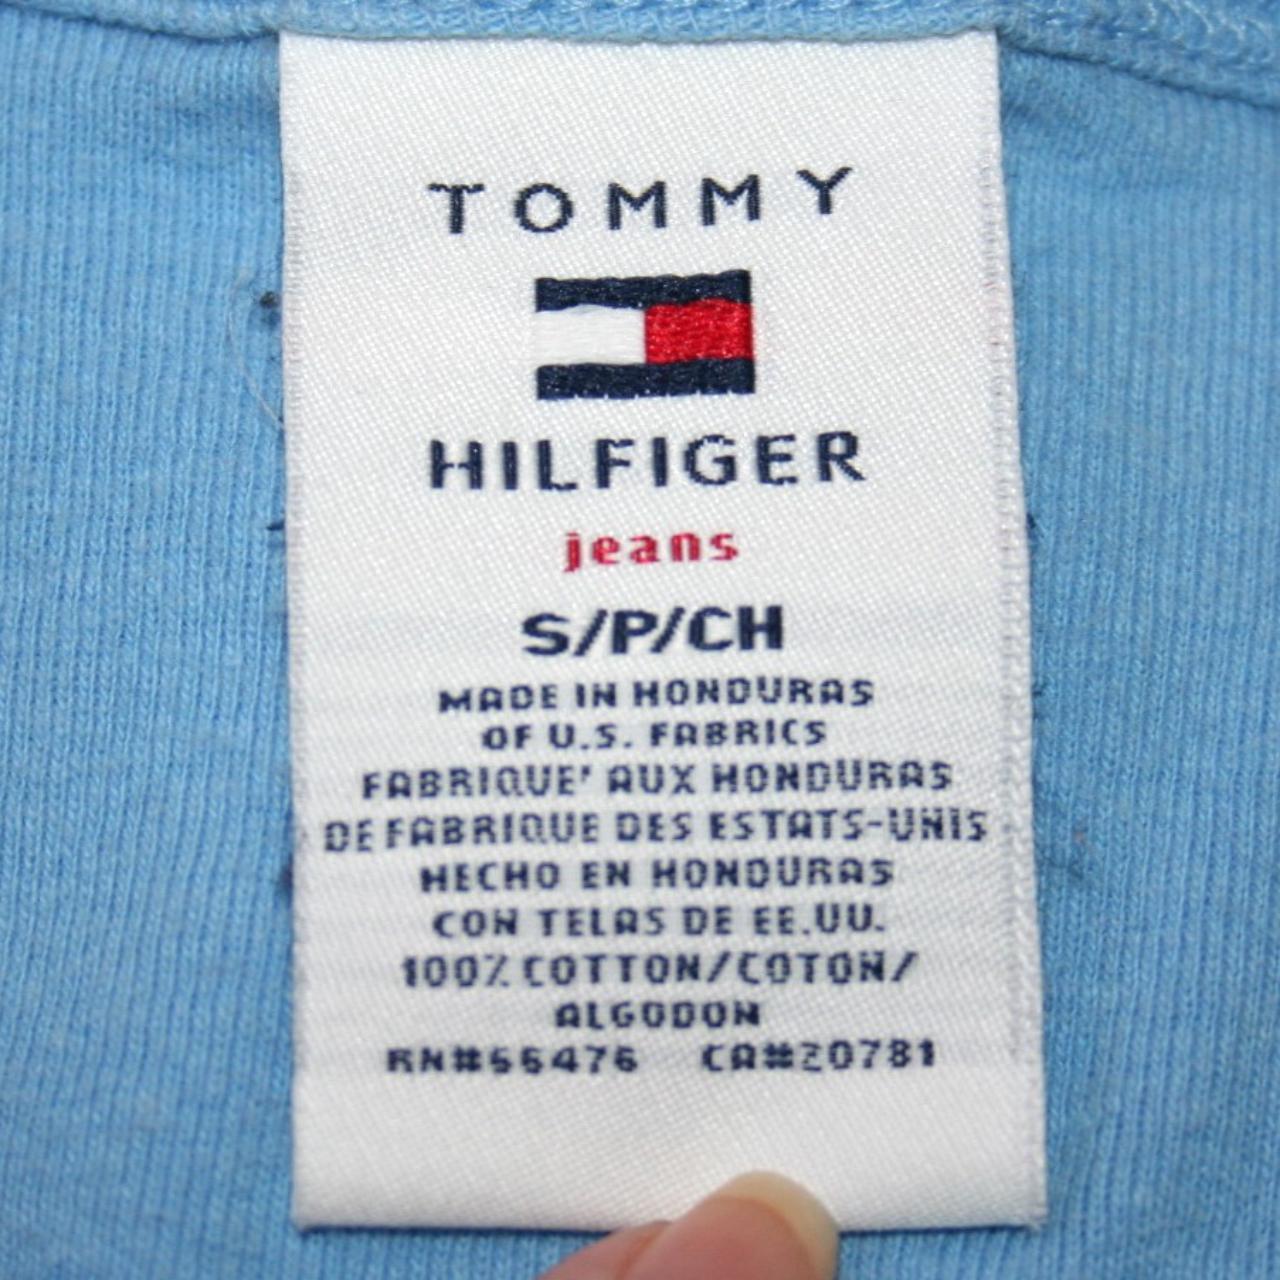 TOMMY
HILFIGER
jeans
S/P/CH
MADE IN HONDURAS
OF U.S. FABRICS
FABRIQUE' AUX HONDURAS
DE FABRIQUE DES ESTATS-UNIS
HECHO EN HONDURAS
CON TELAS DE EE.UU.
100% COTTON/COTON/
ALGODON
RN#66476 CA#20781